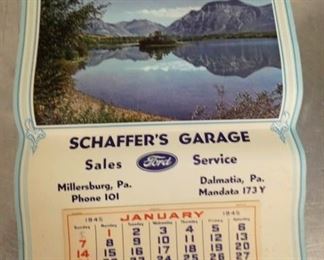 SCHAFFER'S GARAGE
Sales Ford Service
Millersburg, Pa. Dalmatia, Pa.
Phone 101 Mandata 173 Y
1945 JANUARY 1945
1 2 3 4 5 6
7 8 9 10 11 12 13
14 15 16 17 18 19 20